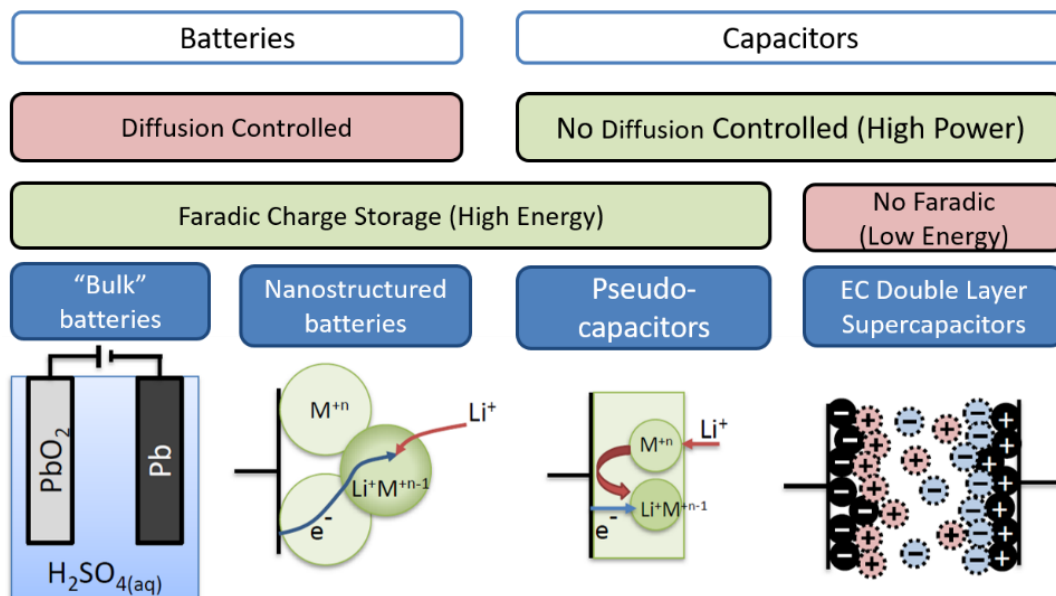 Batteries
Capacitors
Diffusion Controlled
No Diffusion Controlled (High Power)
Faradic Charge Storage (High Energy)
No Faradic
(Low Energy)
“Bulk”
batteries
Nanostructured
batteries
Pseudo-
capacitors
EC Double Layer
Supercapacitors
PbO₂
Pb
H₂SO₄(aq)
M⁺ⁿ
Li⁺
Li⁺M⁺ⁿ⁻¹
e⁻
M⁺ⁿ
Li⁺
Li⁺M⁺ⁿ⁻¹
e⁻